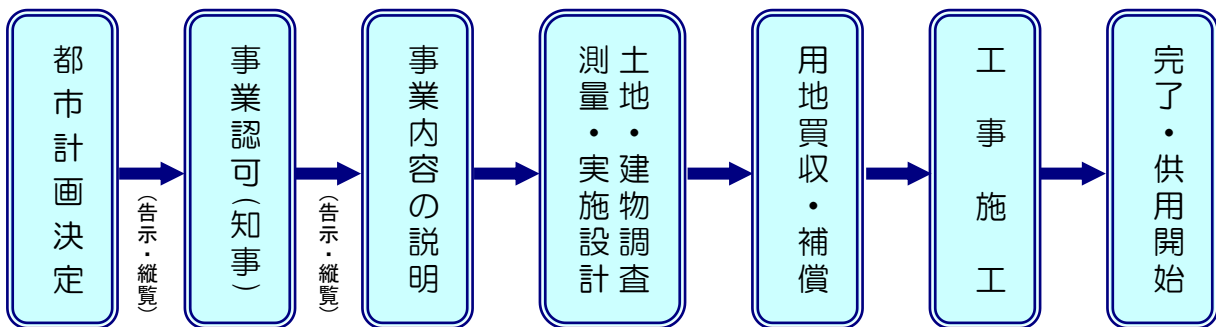 都市計画決定
（告示・縦覧）
事業認可（知事）
（告示・縦覧）
事業内容の説明
土地・建物調査
測量・実施設計
用地買収・補償
工事施工
完了・供用開始